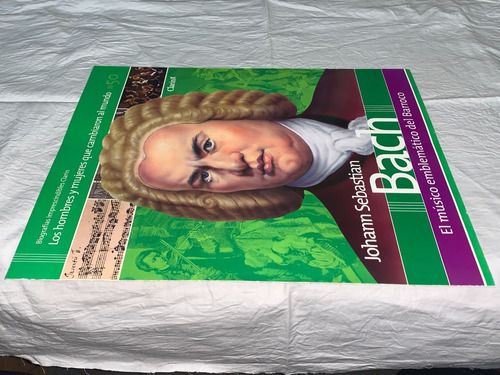 Biografías imprescindibles Clarín
Los hombres y mujeres que cambiaron al mundo
50
Clarín
Johann Sebastian
Bach
El músico emblemático del Barroco